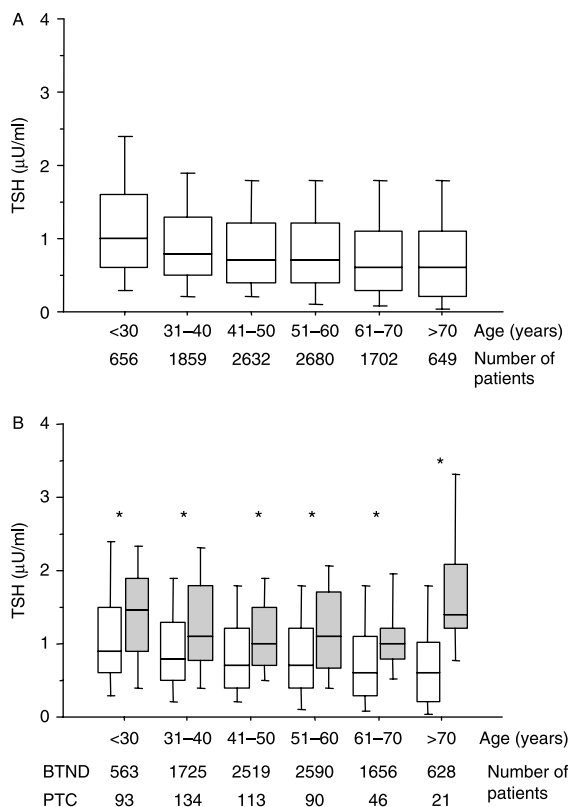 A
4
3
2
1
0
TSH (μU/ml)
<30 31–40 41–50 51–60 61–70 >70 Age (years)
656 1859 2632 2680 1702 649 Number of
patients
B
4
3
2
1
0
TSH (μU/ml)
* * * * * *
<30 31–40 41–50 51–60 61–70 >70 Age (years)
BTND 563 1725 2519 2590 1656 628 Number of
patients
PTC 93 134 113 90 46 21